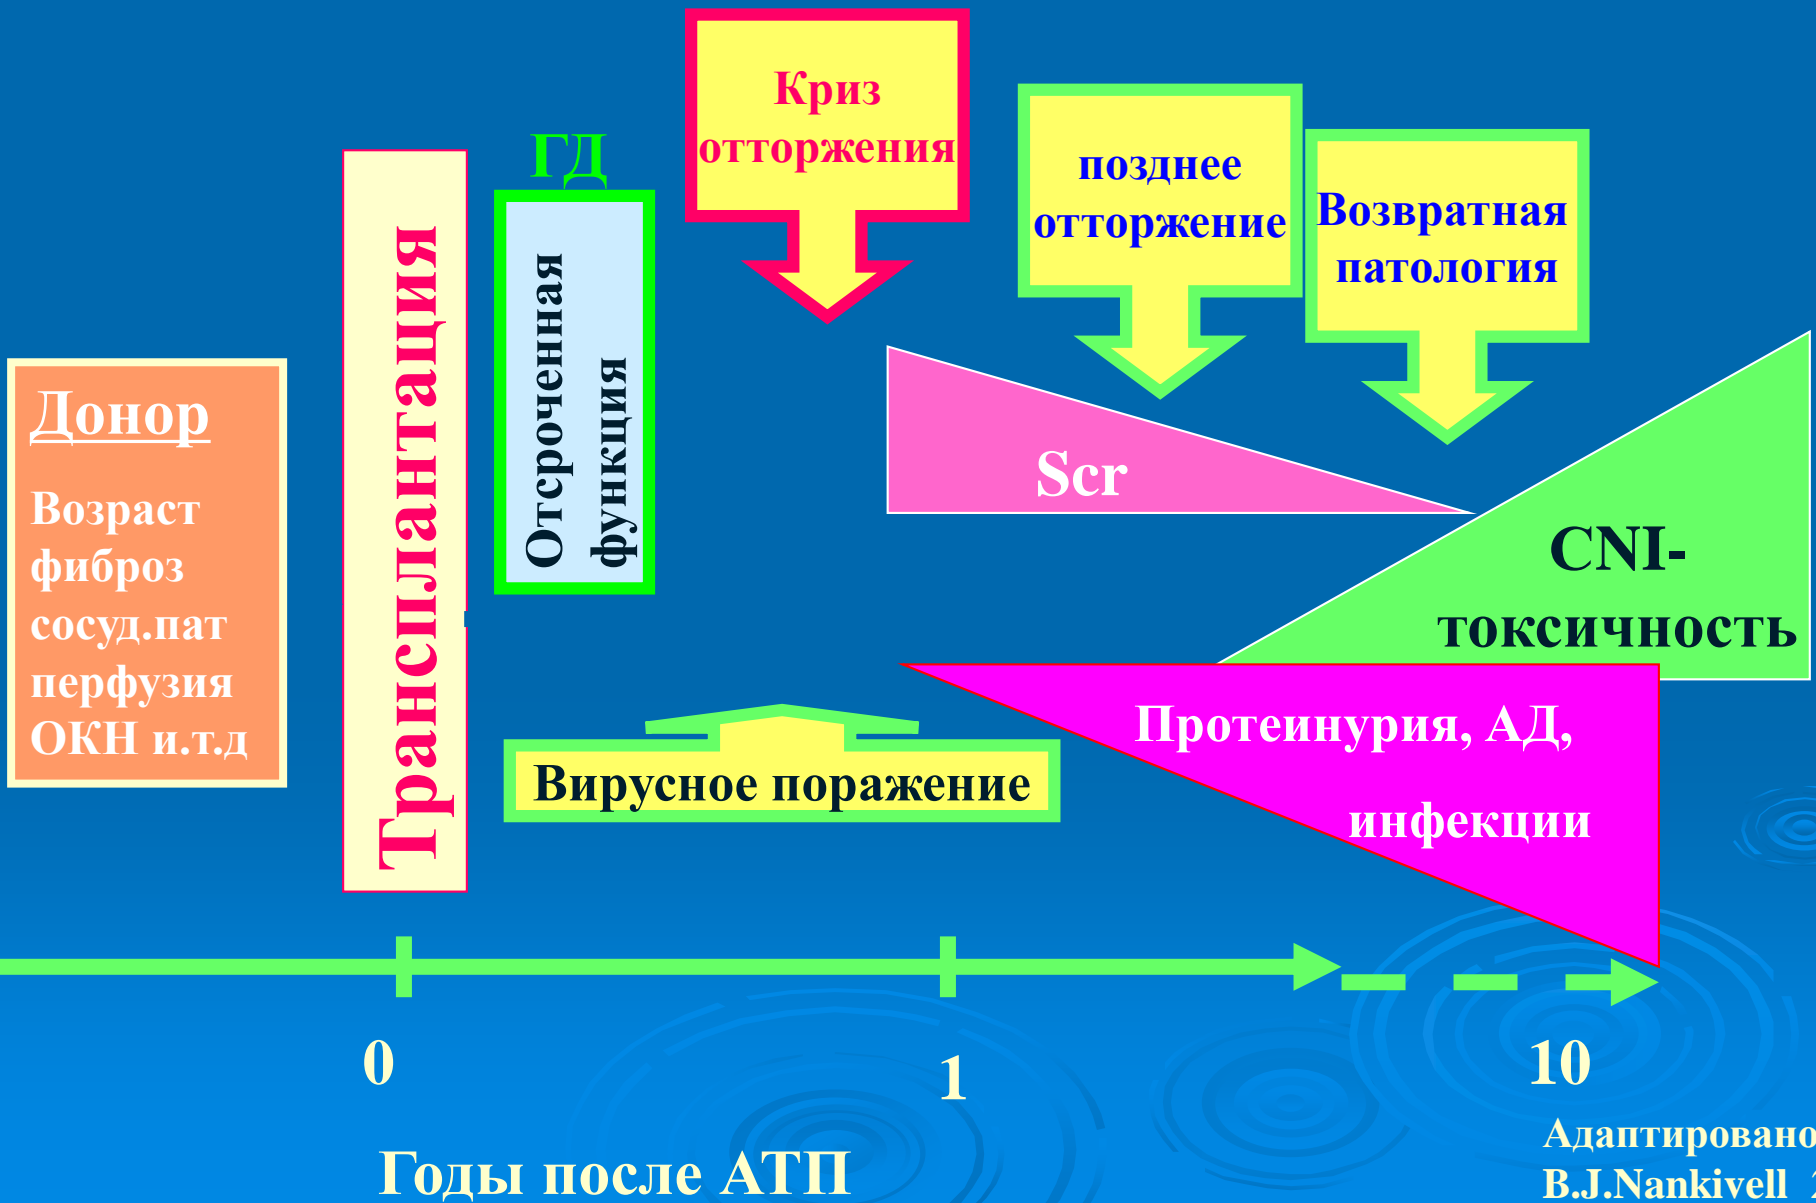 Криз
отторжения
позднее
отторжение
Возвратная
патология
ГД
Трансплантация
Отсроченная
функция
Донор
Возраст
фиброз
сосуд.пат
перфузия
ОКН и.т.д
Scr
CNI-
токсичность
Протеинурия, АД,
инфекции
Вирусное поражение
0
1
10
Годы после АТП
Адаптировано
B.J.Nankivell